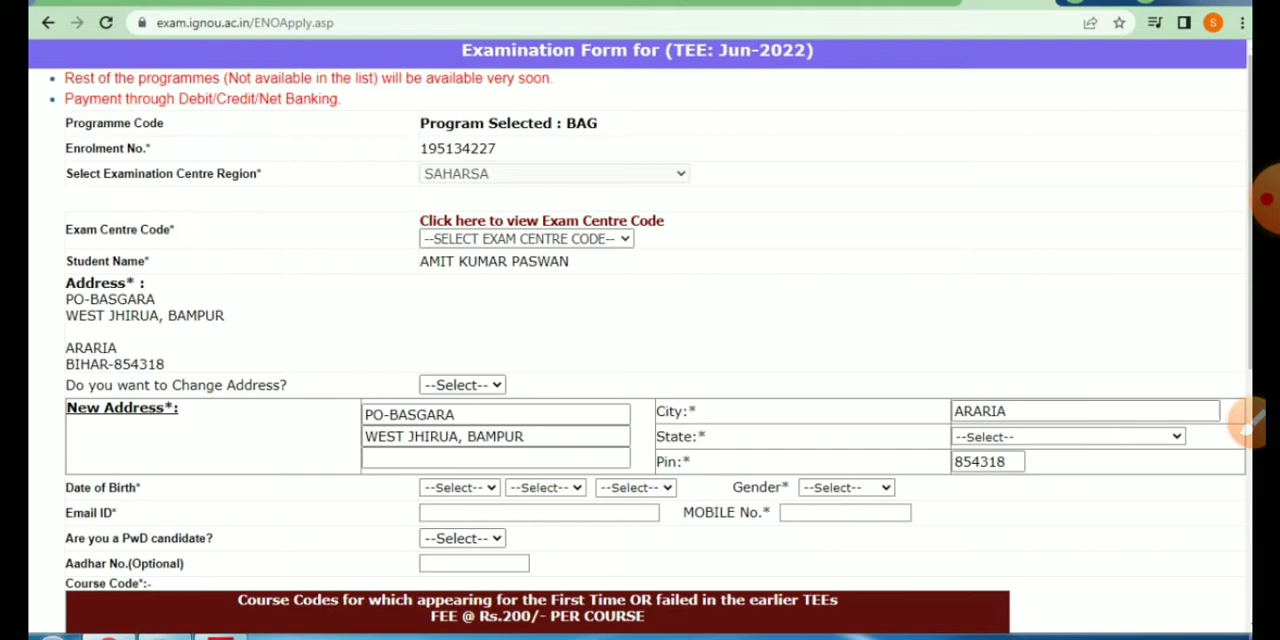 exam.ignou.ac.in/ENOApply.asp
S
Examination Form for (TEE: Jun-2022)
Rest of the programmes (Not available in the list) will be available very soon.
Payment through Debit/Credit/Net Banking.
Programme Code Program Selected : BAG
Enrolment No.* 195134227
Select Examination Centre Region* SAHARSA
Click here to view Exam Centre Code
Exam Centre Code* --SELECT EXAM CENTRE CODE--
Student Name* AMIT KUMAR PASWAN
Address* :
PO-BASGARA
WEST JHIRUA, BAMPUR
ARARIA
BIHAR-854318
Do you want to Change Address? --Select--
New Address*: PO-BASGARA City:* ARARIA
WEST JHIRUA, BAMPUR State:* --Select--
Pin:* 854318
Date of Birth* --Select-- --Select-- --Select-- Gender* --Select--
Email ID* MOBILE No.*
Are you a PwD candidate? --Select--
Aadhar No.(Optional)
Course Code*:-
Course Codes for which appearing for the First Time OR failed in the earlier TEEs
FEE @ Rs.200/- PER COURSE